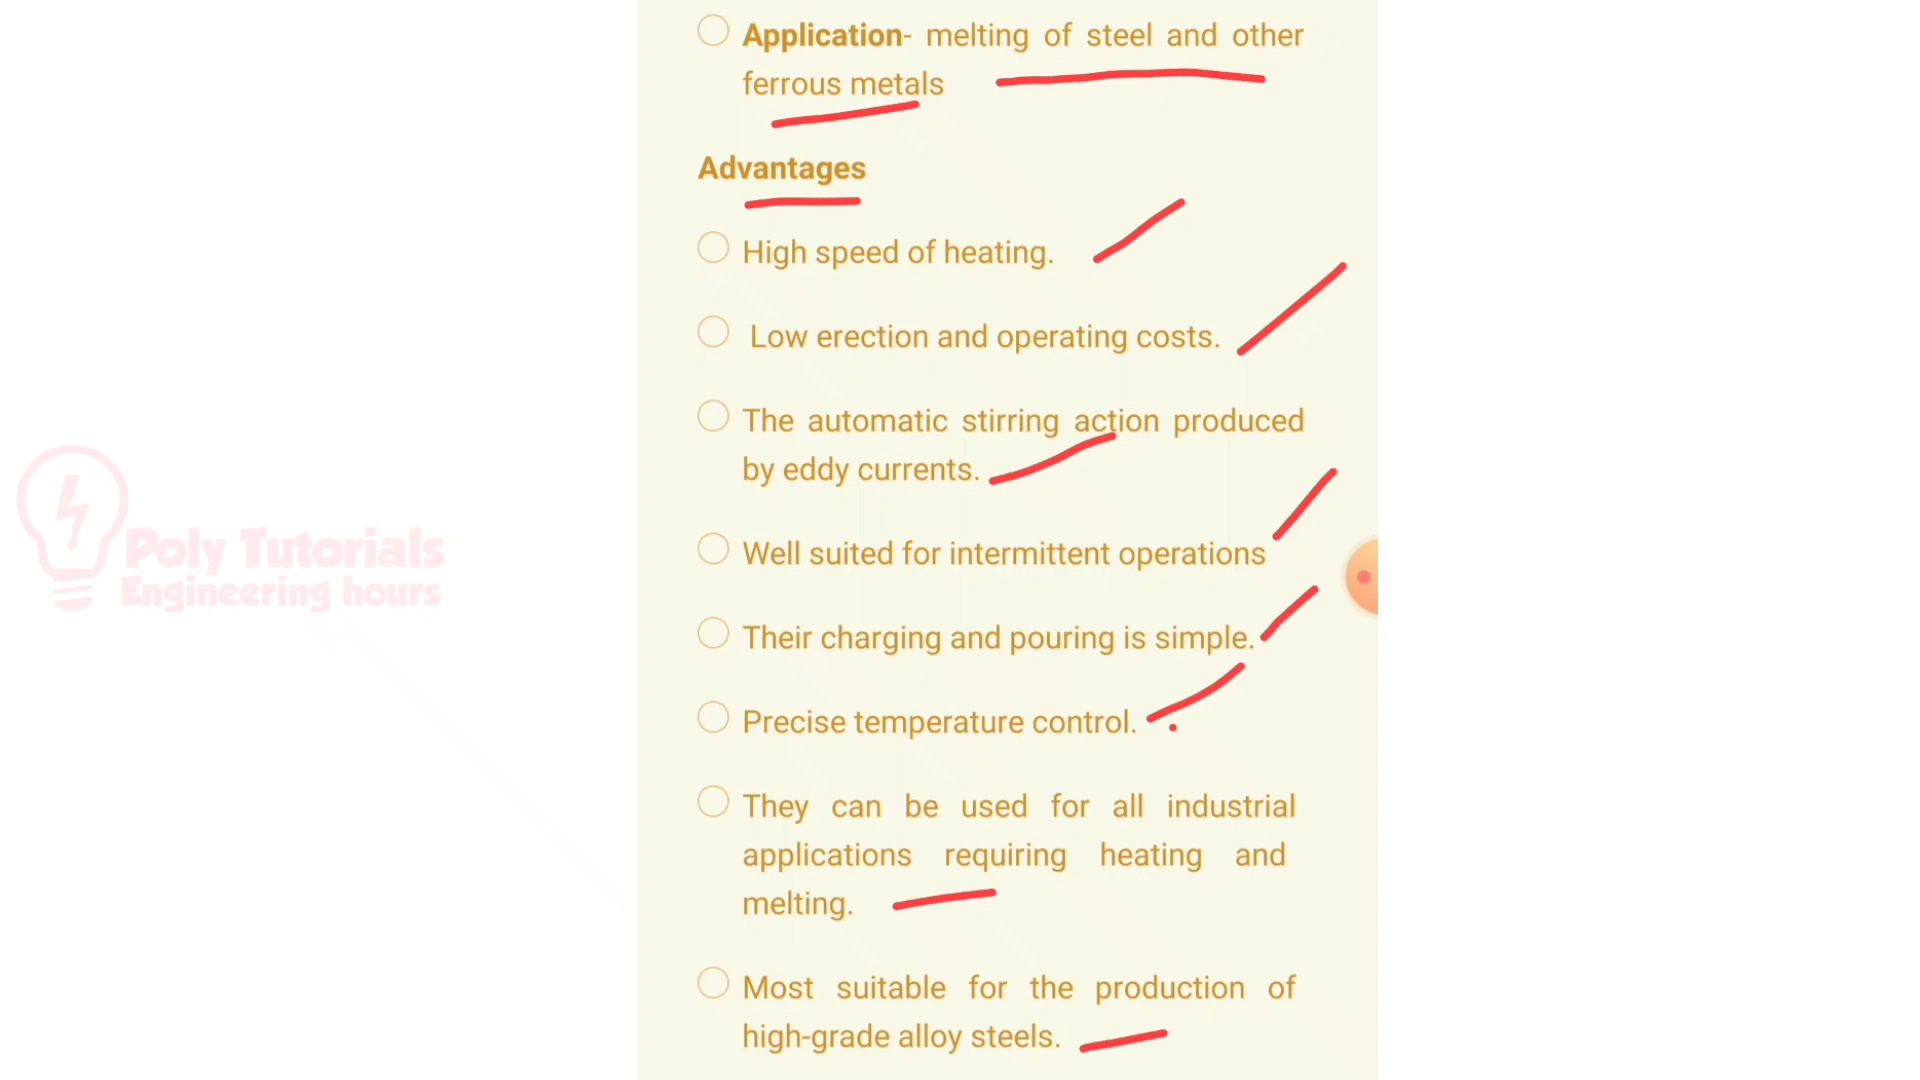 Application- melting of steel and other
ferrous metals
Advantages
High speed of heating.
Low erection and operating costs.
The automatic stirring action produced
by eddy currents.
Well suited for intermittent operations
Their charging and pouring is simple.
Precise temperature control.
They can be used for all industrial
applications requiring heating and
melting.
Most suitable for the production of
high-grade alloy steels.
Poly Tutorials
Engineering hours